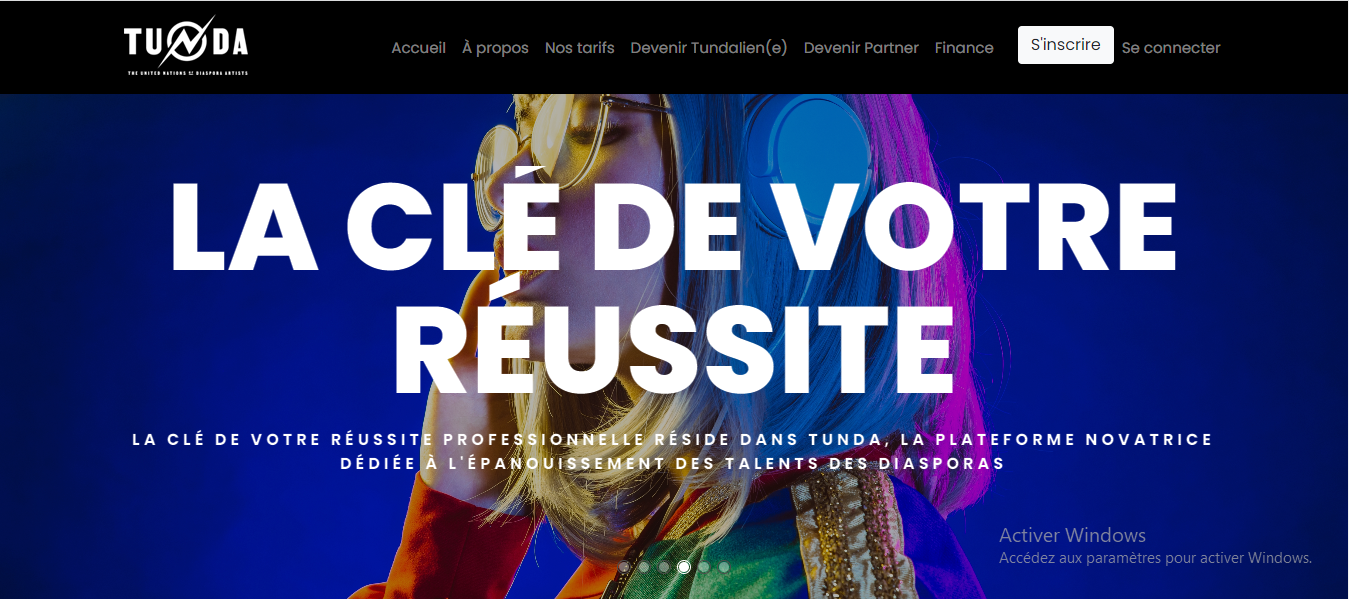 TUNDA
THE UNITED NATIONS OF DIASPORA ARTISTS
Accueil À propos Nos tarifs Devenir Tundalien(e) Devenir Partner Finance S'inscrire Se connecter
LA CLÉ DE VOTRE
RÉUSSITE
LA CLÉ DE VOTRE RÉUSSITE PROFESSIONNELLE RÉSIDE DANS TUNDA, LA PLATEFORME NOVATRICE
DÉDIÉE À L'ÉPANOUISSEMENT DES TALENTS DES DIASPORAS
Activer Windows
Accédez aux paramètres pour activer Windows.